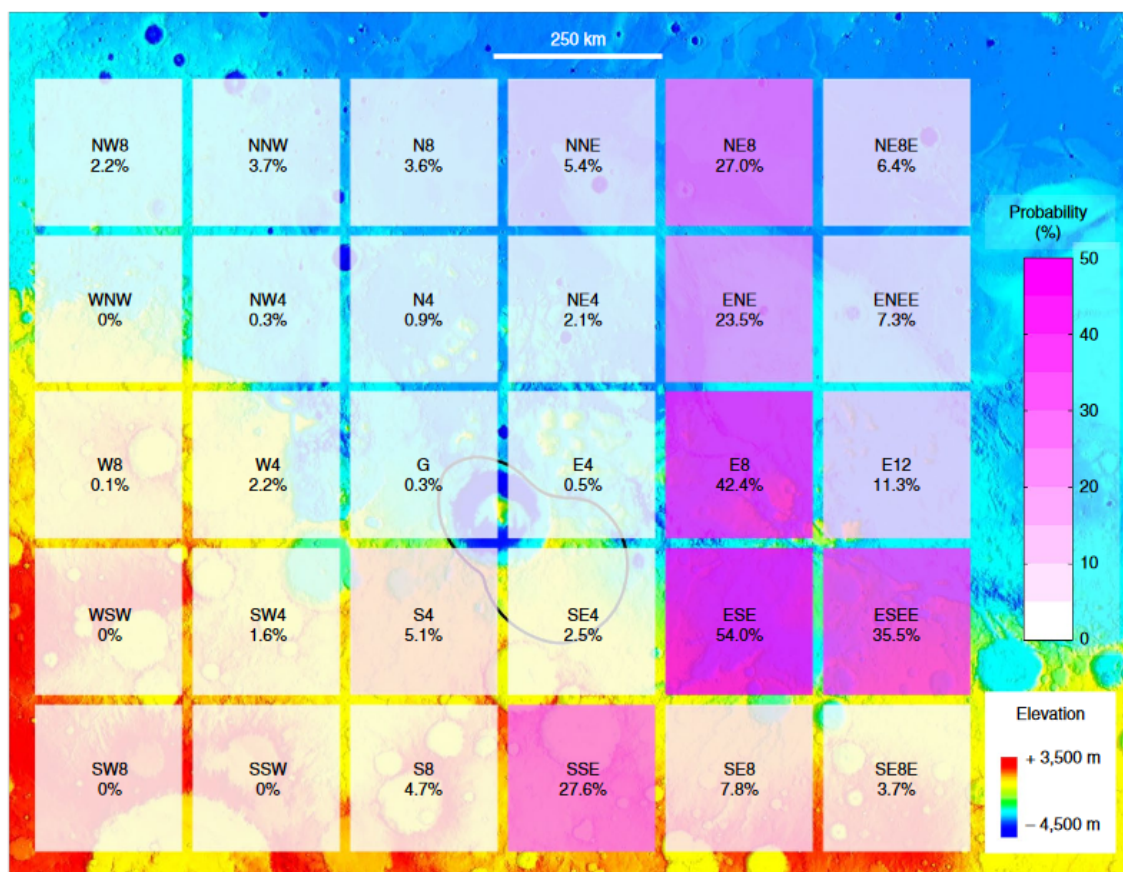 250 km
NW8
2.2%
NNW
3.7%
N8
3.6%
NNE
5.4%
NE8
27.0%
NE8E
6.4%
WNW
0%
NW4
0.3%
N4
0.9%
NE4
2.1%
ENE
23.5%
ENEE
7.3%
W8
0.1%
W4
2.2%
G
0.3%
E4
0.5%
E8
42.4%
E12
11.3%
WSW
0%
SW4
1.6%
S4
5.1%
SE4
2.5%
ESE
54.0%
ESEE
35.5%
SW8
0%
SSW
0%
S8
4.7%
SSE
27.6%
SE8
7.8%
SE8E
3.7%
Probability
(%)
50
40
30
20
10
0
Elevation
+ 3,500 m
– 4,500 m